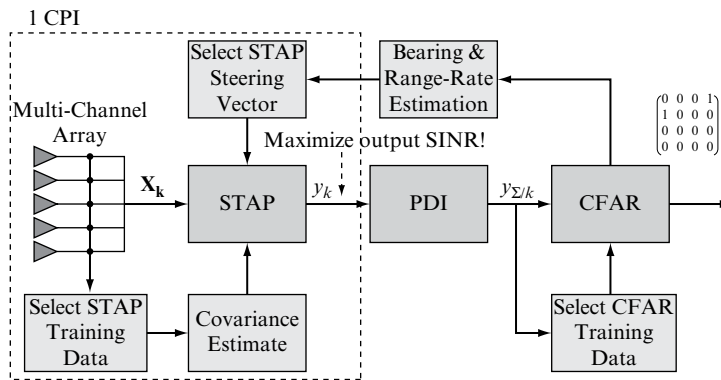 1 CPI
Select STAP
Steering
Vector
Bearing &
Range-Rate
Estimation
Multi-Channel
Array
Maximize output SINR!
0 0 0 1
1 0 0 0
0 0 0 0
0 0 0 0
X_k
STAP
y_k
PDI
y_Σ/k
CFAR
Select STAP
Training
Data
Covariance
Estimate
Select CFAR
Training
Data